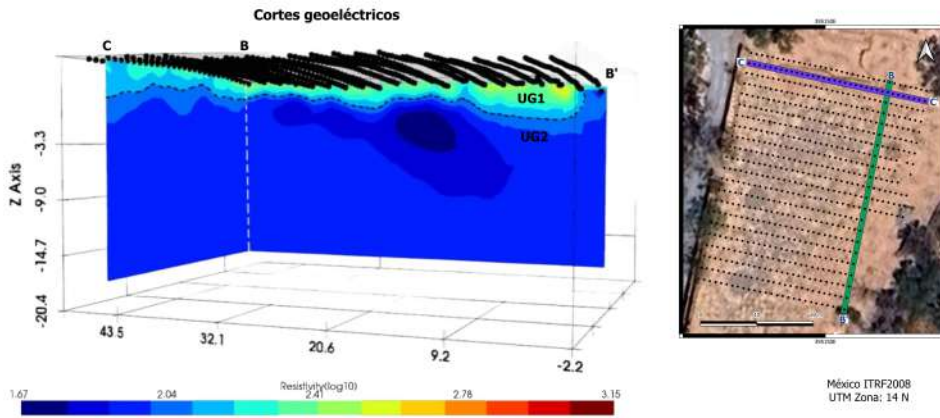 Cortes geoeléctricos
C
B
B'
UG1
UG2
Z Axis
-3.3
-9.0
-14.7
-20.4
43.5
32.1
20.6
9.2
-2.2
Resistivity(log10)
1.67
2.04
2.41
2.78
3.15
C
B
C'
B'
México ITRF2008
UTM Zona: 14 N